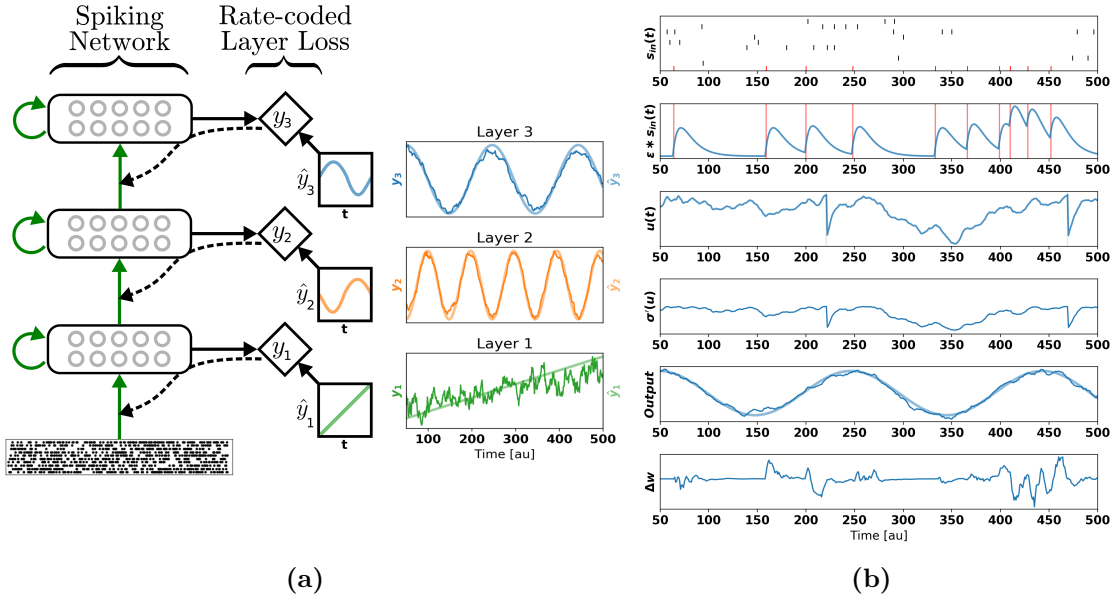 Spiking Network
Rate-coded Layer Loss
y₃
ŷ₃
t
y₂
ŷ₂
t
y₁
ŷ₁
t
Layer 3
y₃
ŷ₃
Layer 2
y₂
ŷ₂
Layer 1
y₁
ŷ₁
100 200 300 400 500
Time [au]
(a)
s_in(t)
50 100 150 200 250 300 350 400 450 500
ε * s_in(t)
50 100 150 200 250 300 350 400 450 500
u(t)
50 100 150 200 250 300 350 400 450 500
σ′(u)
50 100 150 200 250 300 350 400 450 500
Output
50 100 150 200 250 300 350 400 450 500
Δw
50 100 150 200 250 300 350 400 450 500
Time [au]
(b)